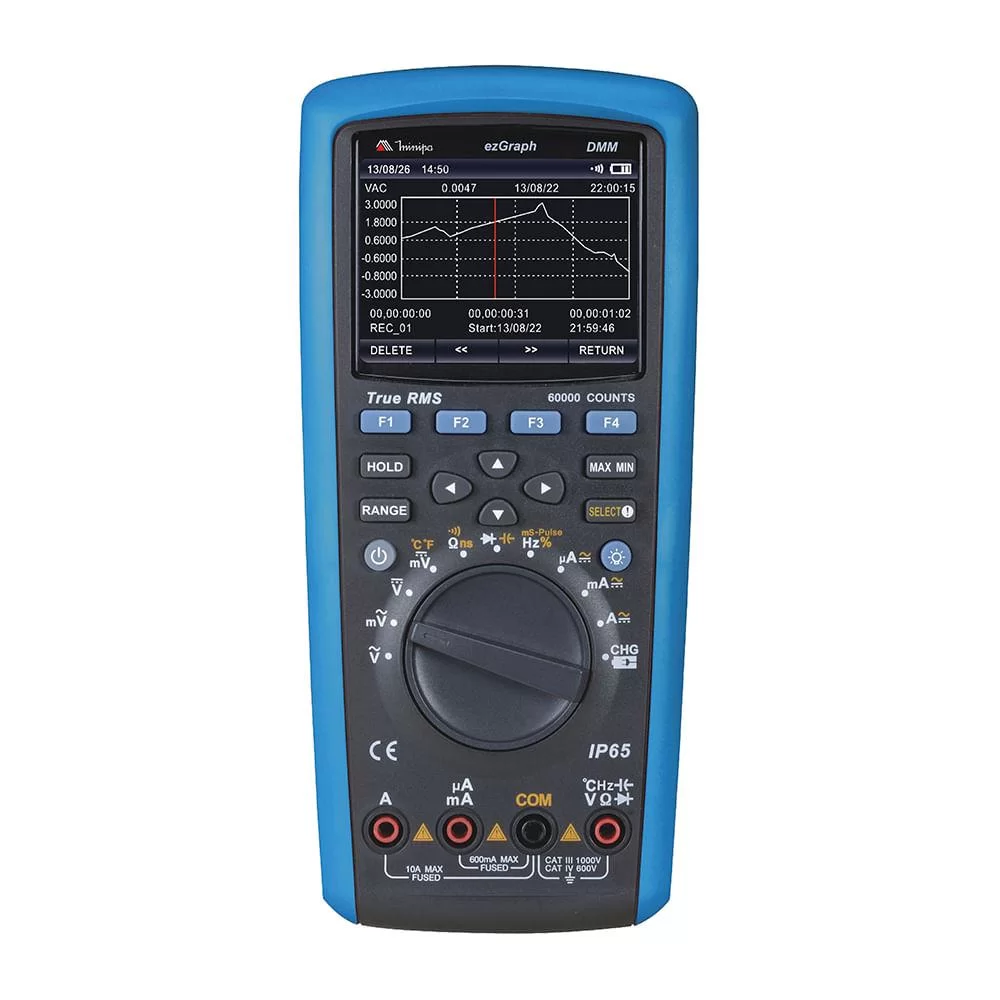 Minipa ezGraph DMM
13/08/26 14:50
VAC 0.0047 13/08/22 22:00:15
3.0000
1.8000
0.6000
-0.0000
-0.8000
-3.0000
00,00:00:00 00,00:00:31 00,00:01:02
REC_01 Start:13/08/22 21:59:46
DELETE << >> RETURN
True RMS 60000 COUNTS
F1 F2 F3 F4
HOLD MAX MIN
RANGE SELECT
°C °F
mV
Ω ns
mS-Pulse
Hz%
µA
mA
A
CHG
V
mV
V
CE IP65
A
µA
mA
COM
°CHz
VΩ
10A MAX
FUSED
600mA MAX
FUSED
CAT III 1000V
CAT IV 600V